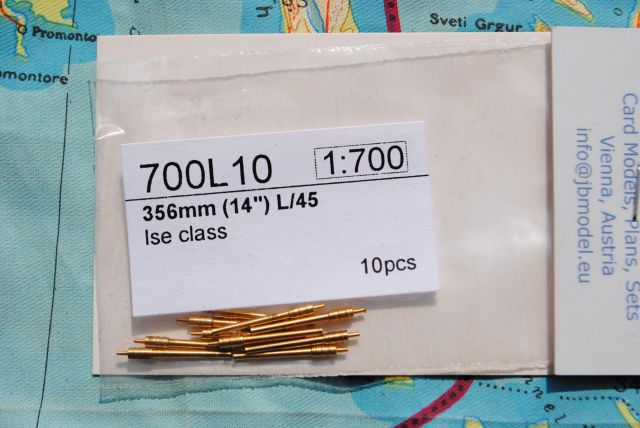 Promonto
omontore
Sveti Grgur
700L10
1:700
356mm (14") L/45
Ise class
10pcs
Card Models, Plans, Sets
Vienna, Austria
info@jbmodel.eu